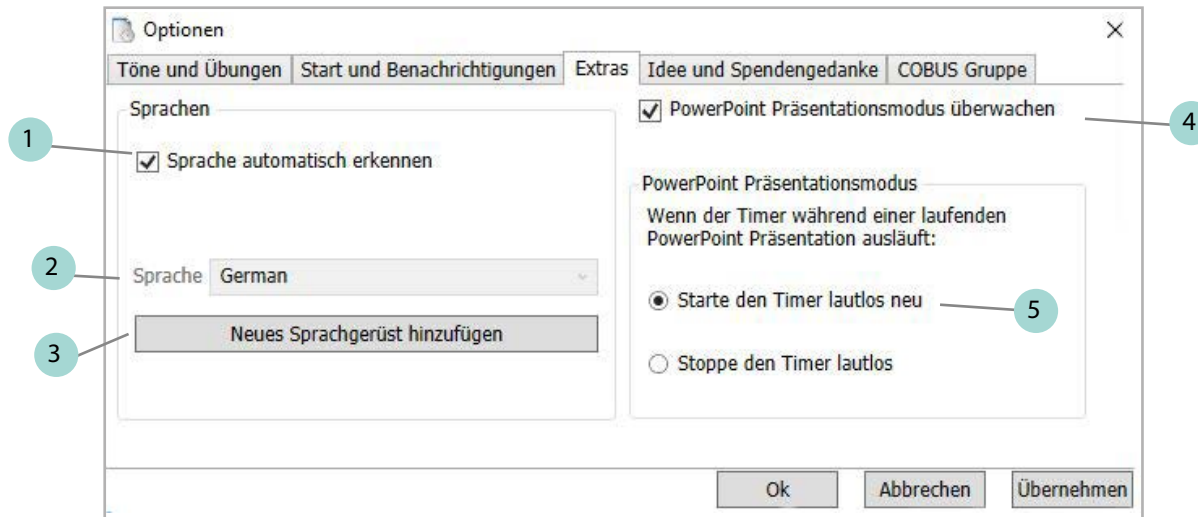 Optionen
Töne und Übungen
Start und Benachrichtigungen
Extras
Idee und Spendengedanke
COBUS Gruppe
Sprachen
1
Sprache automatisch erkennen
2
Sprache
German
3
Neues Sprachgerüst hinzufügen
PowerPoint Präsentationsmodus überwachen
4
PowerPoint Präsentationsmodus
Wenn der Timer während einer laufenden
PowerPoint Präsentation ausläuft:
Starte den Timer lautlos neu
5
Stoppe den Timer lautlos
Ok
Abbrechen
Übernehmen